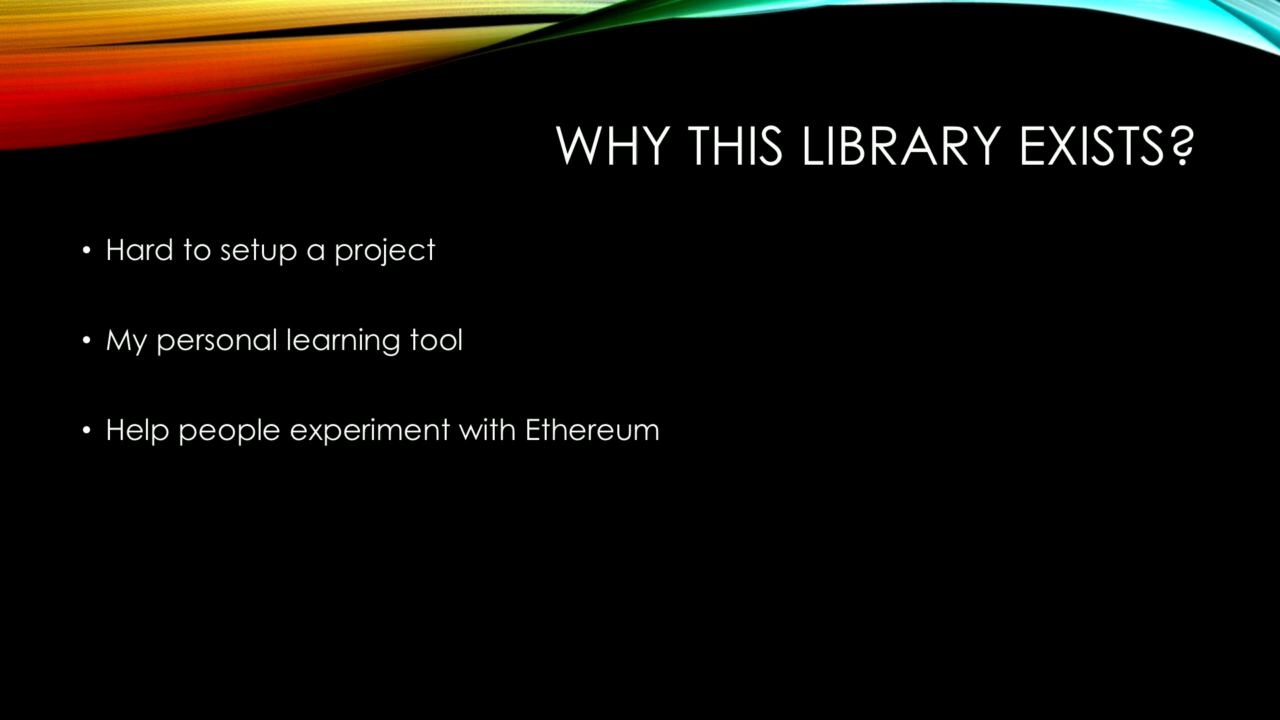 WHY THIS LIBRARY EXISTS?
• Hard to setup a project
• My personal learning tool
• Help people experiment with Ethereum